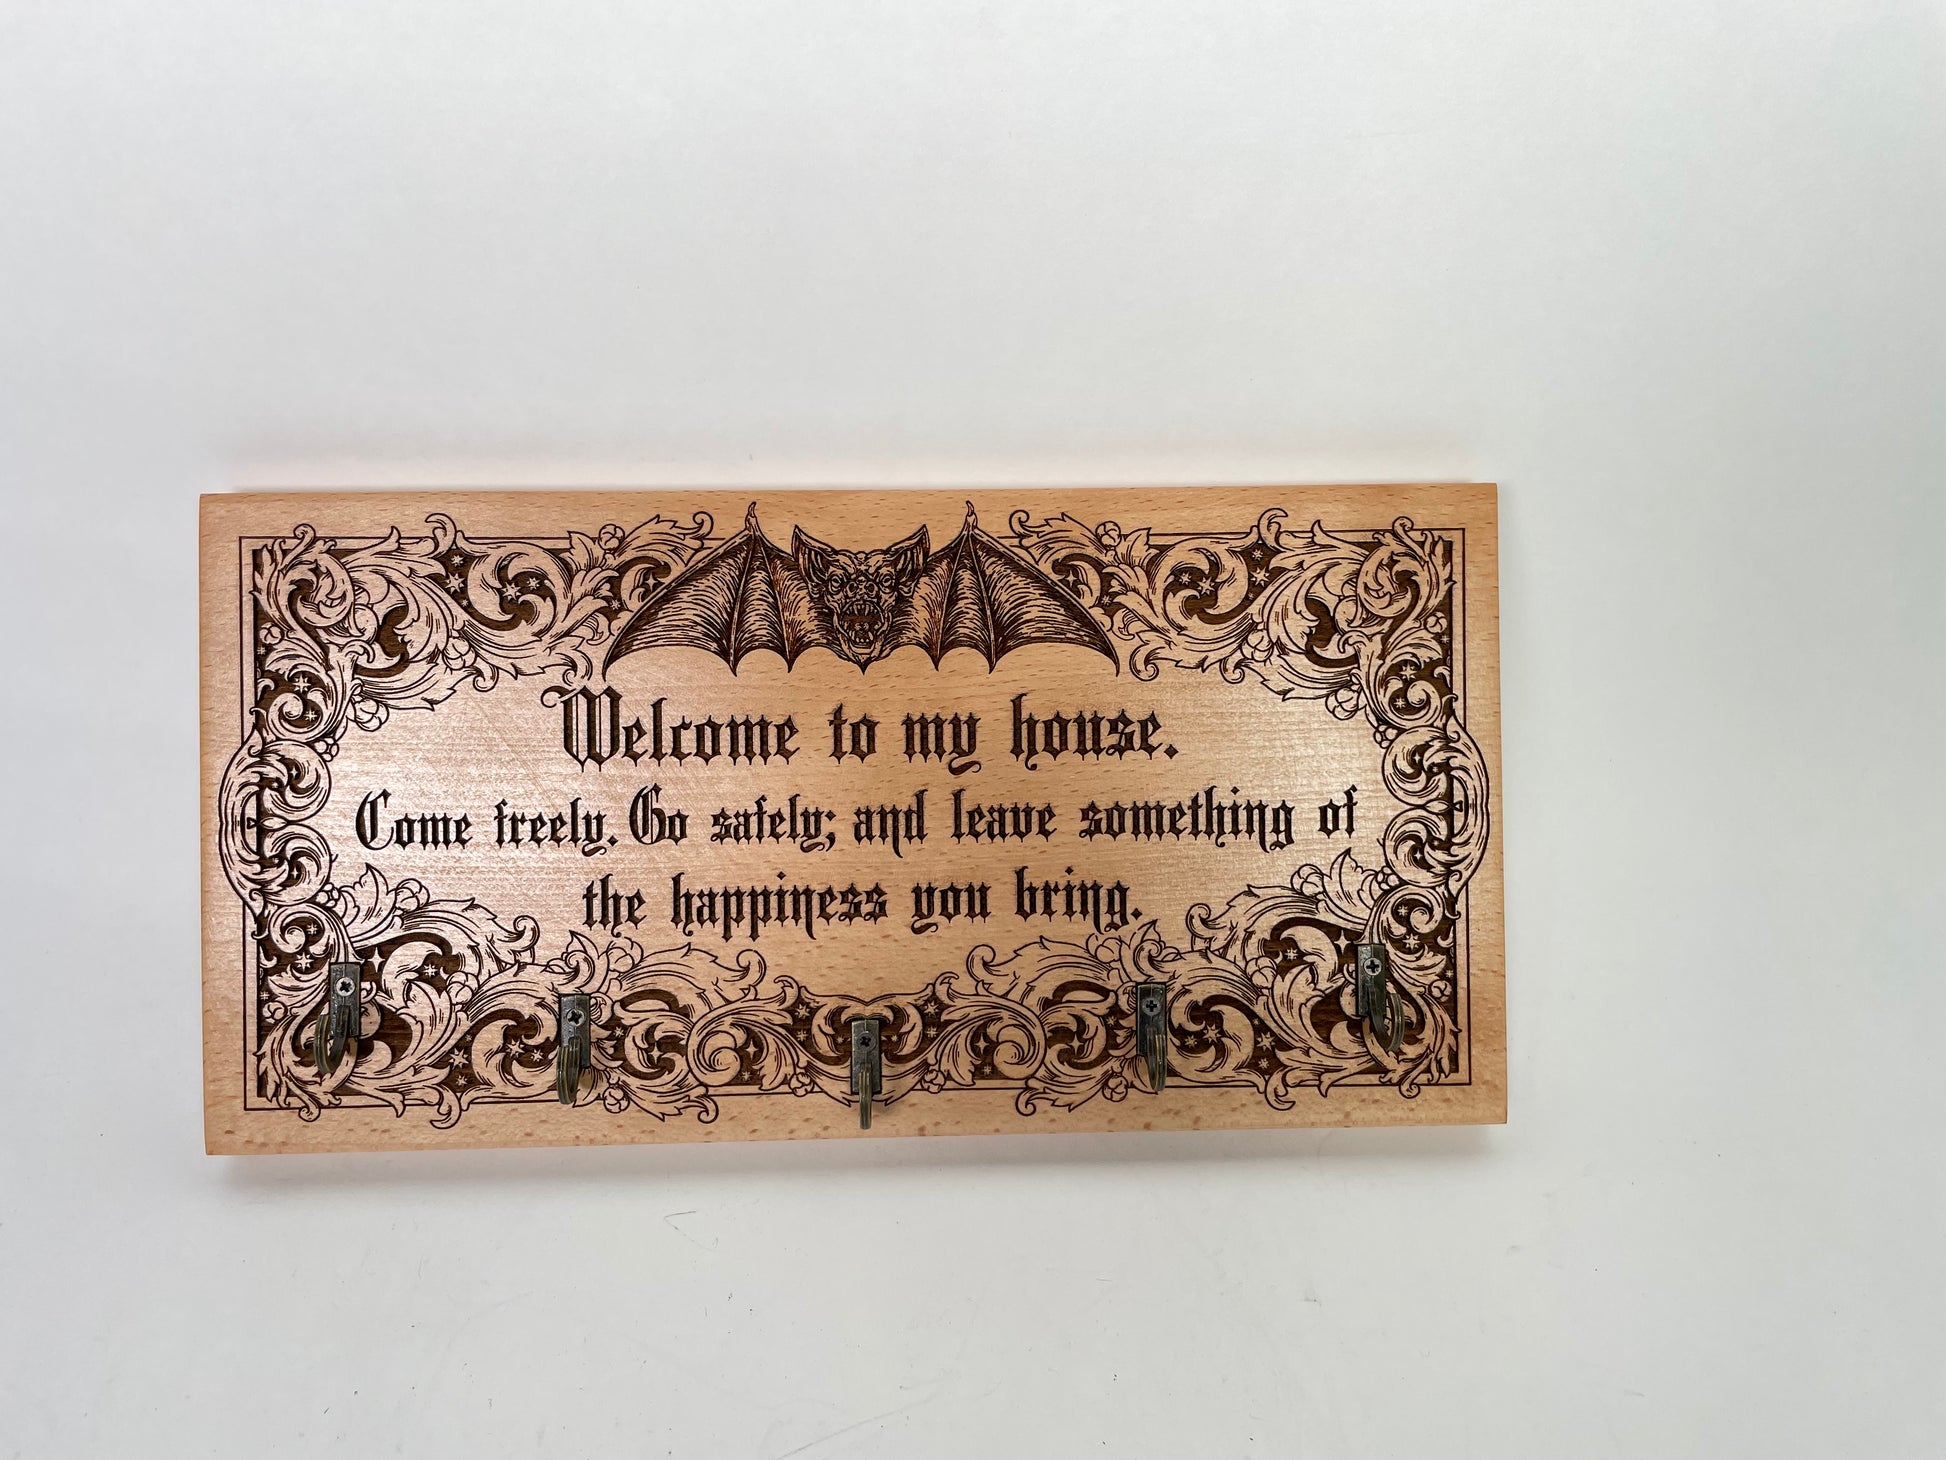 Welcome to my house.
Come freely. Go safely; and leave something of
the happiness you bring.